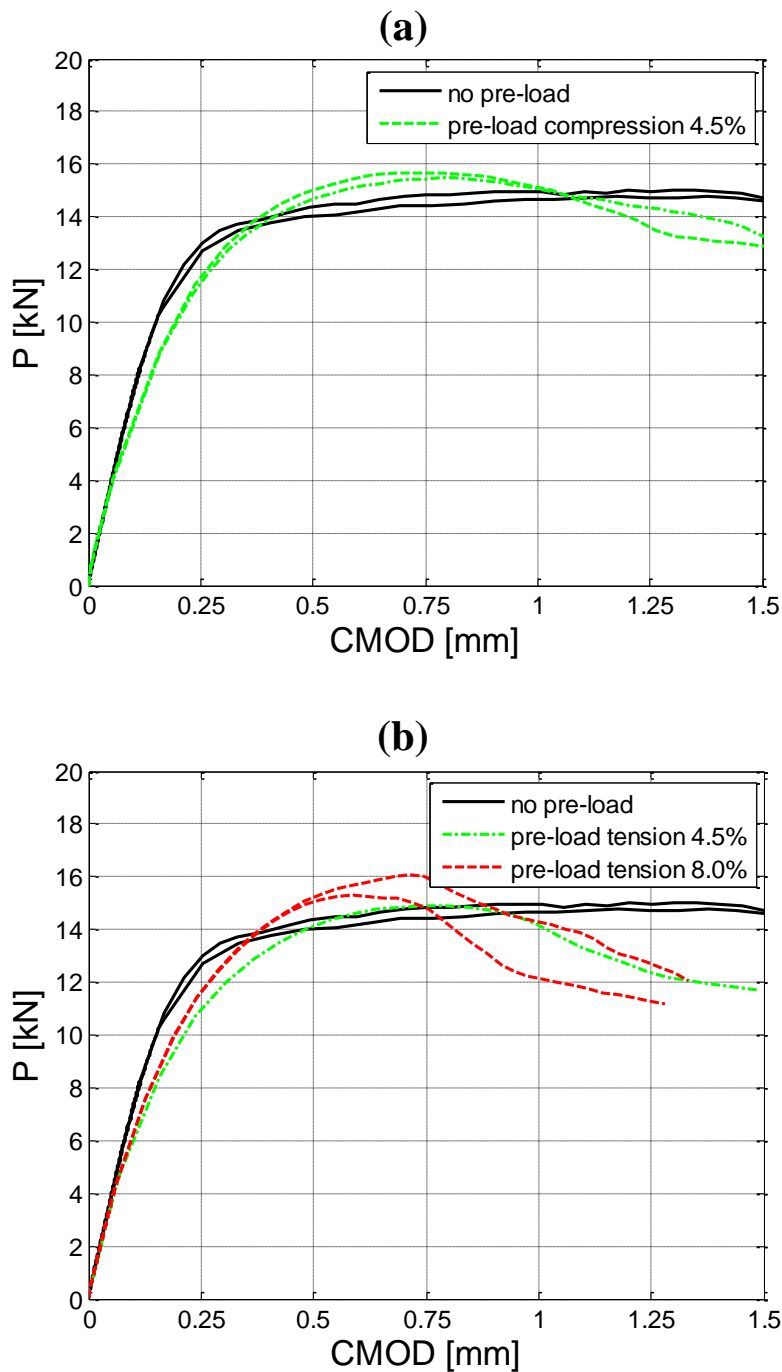 (a)
20
18
16
14
12
10
8
6
4
2
0
P [kN]
no pre-load
pre-load compression 4.5%
0 0.25 0.5 0.75 1 1.25 1.5
CMOD [mm]
(b)
20
18
16
14
12
10
8
6
4
2
0
P [kN]
no pre-load
pre-load tension 4.5%
pre-load tension 8.0%
0 0.25 0.5 0.75 1 1.25 1.5
CMOD [mm]